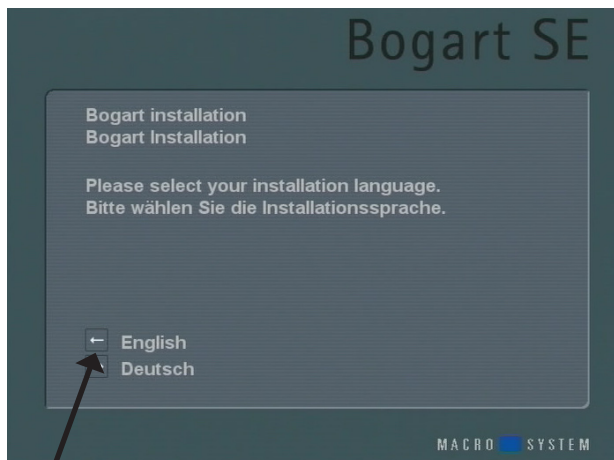 Bogart SE
Bogart installation
Bogart Installation
Please select your installation language.
Bitte wählen Sie die Installationssprache.
← English
Deutsch
MACRO SYSTEM